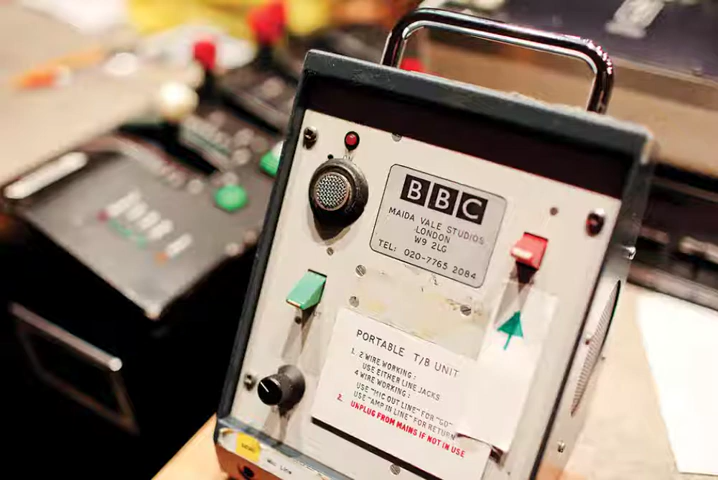 BBC
MAIDA VALE STUDIOS
LONDON
W9 2LG
TEL: 020-7765 2084
PORTABLE T/B UNIT
1. 2 WIRE WORKING:
USE EITHER LINE JACKS
4 WIRE WORKING:
USE "MIC OUT LINE" FOR "GO"
USE "AMP IN LINE" FOR RETURN
2. UNPLUG FROM MAINS IF NOT IN USE